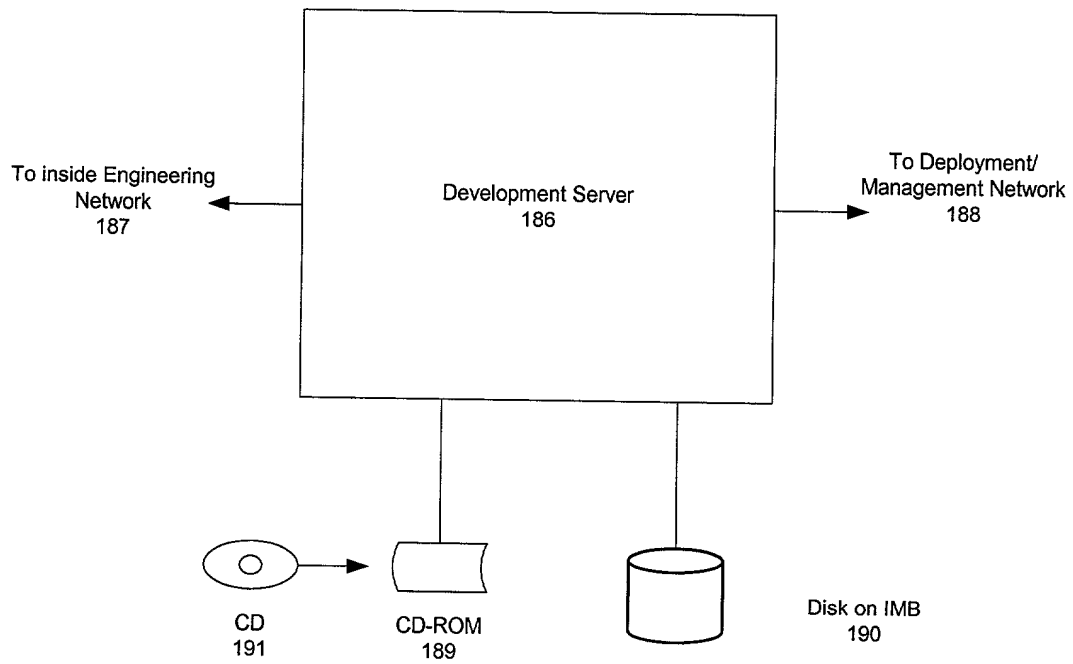 To inside Engineering
Network
187
Development Server
186
To Deployment/
Management Network
188
CD
191
CD-ROM
189
Disk on IMB
190